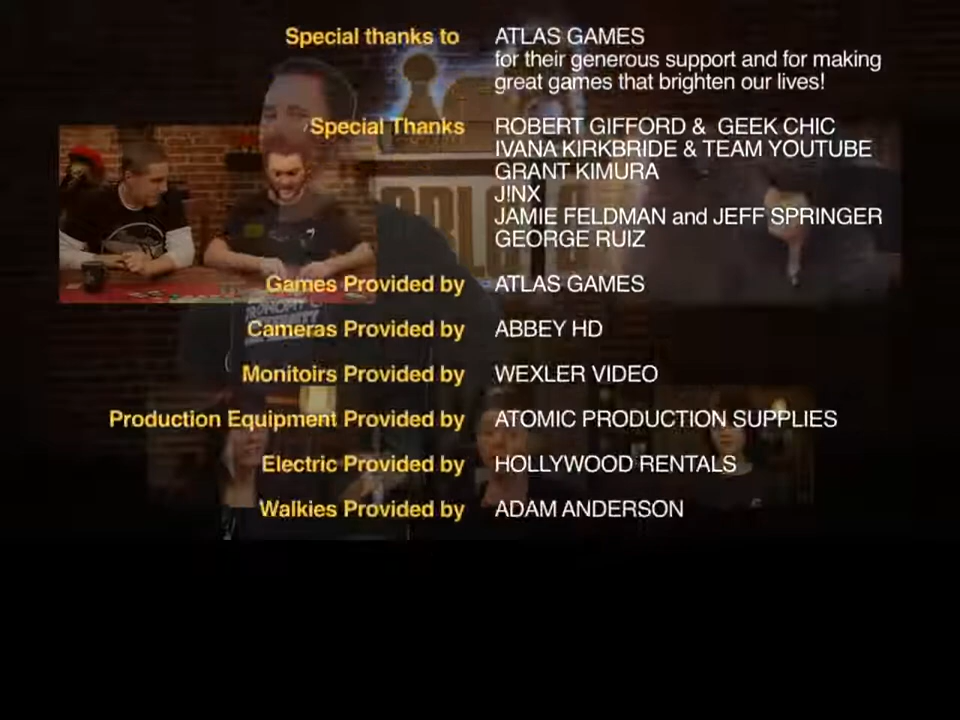 Special thanks to ATLAS GAMES
for their generous support and for making
great games that brighten our lives!
Special Thanks ROBERT GIFFORD & GEEK CHIC
IVANA KIRKBRIDE & TEAM YOUTUBE
GRANT KIMURA
J!NX
JAMIE FELDMAN and JEFF SPRINGER
GEORGE RUIZ
Games Provided by ATLAS GAMES
Cameras Provided by ABBEY HD
Monitoirs Provided by WEXLER VIDEO
Production Equipment Provided by ATOMIC PRODUCTION SUPPLIES
Electric Provided by HOLLYWOOD RENTALS
Walkies Provided by ADAM ANDERSON